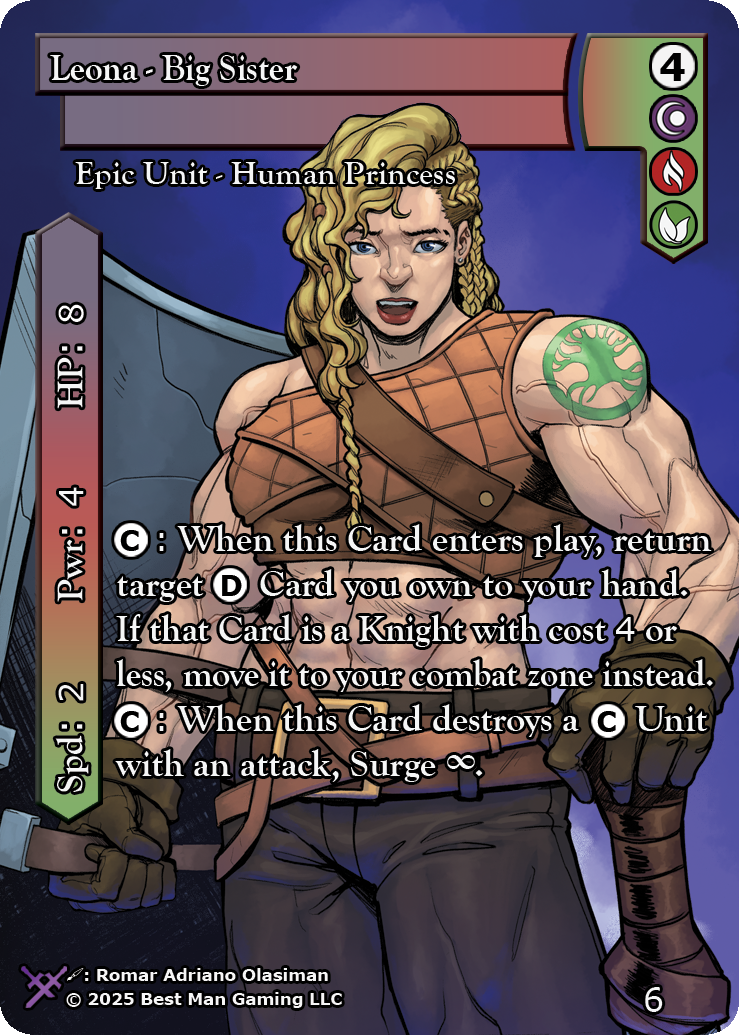 Leona - Big Sister
4
Epic Unit - Human Princess
HP: 8
Pwr: 4
Spd: 2
C : When this Card enters play, return
target D Card you own to your hand.
If that Card is a Knight with cost 4 or
less, move it to your combat zone instead.
C : When this Card destroys a C Unit
with an attack, Surge ∞.
: Romar Adriano Olasiman
© 2025 Best Man Gaming LLC
6